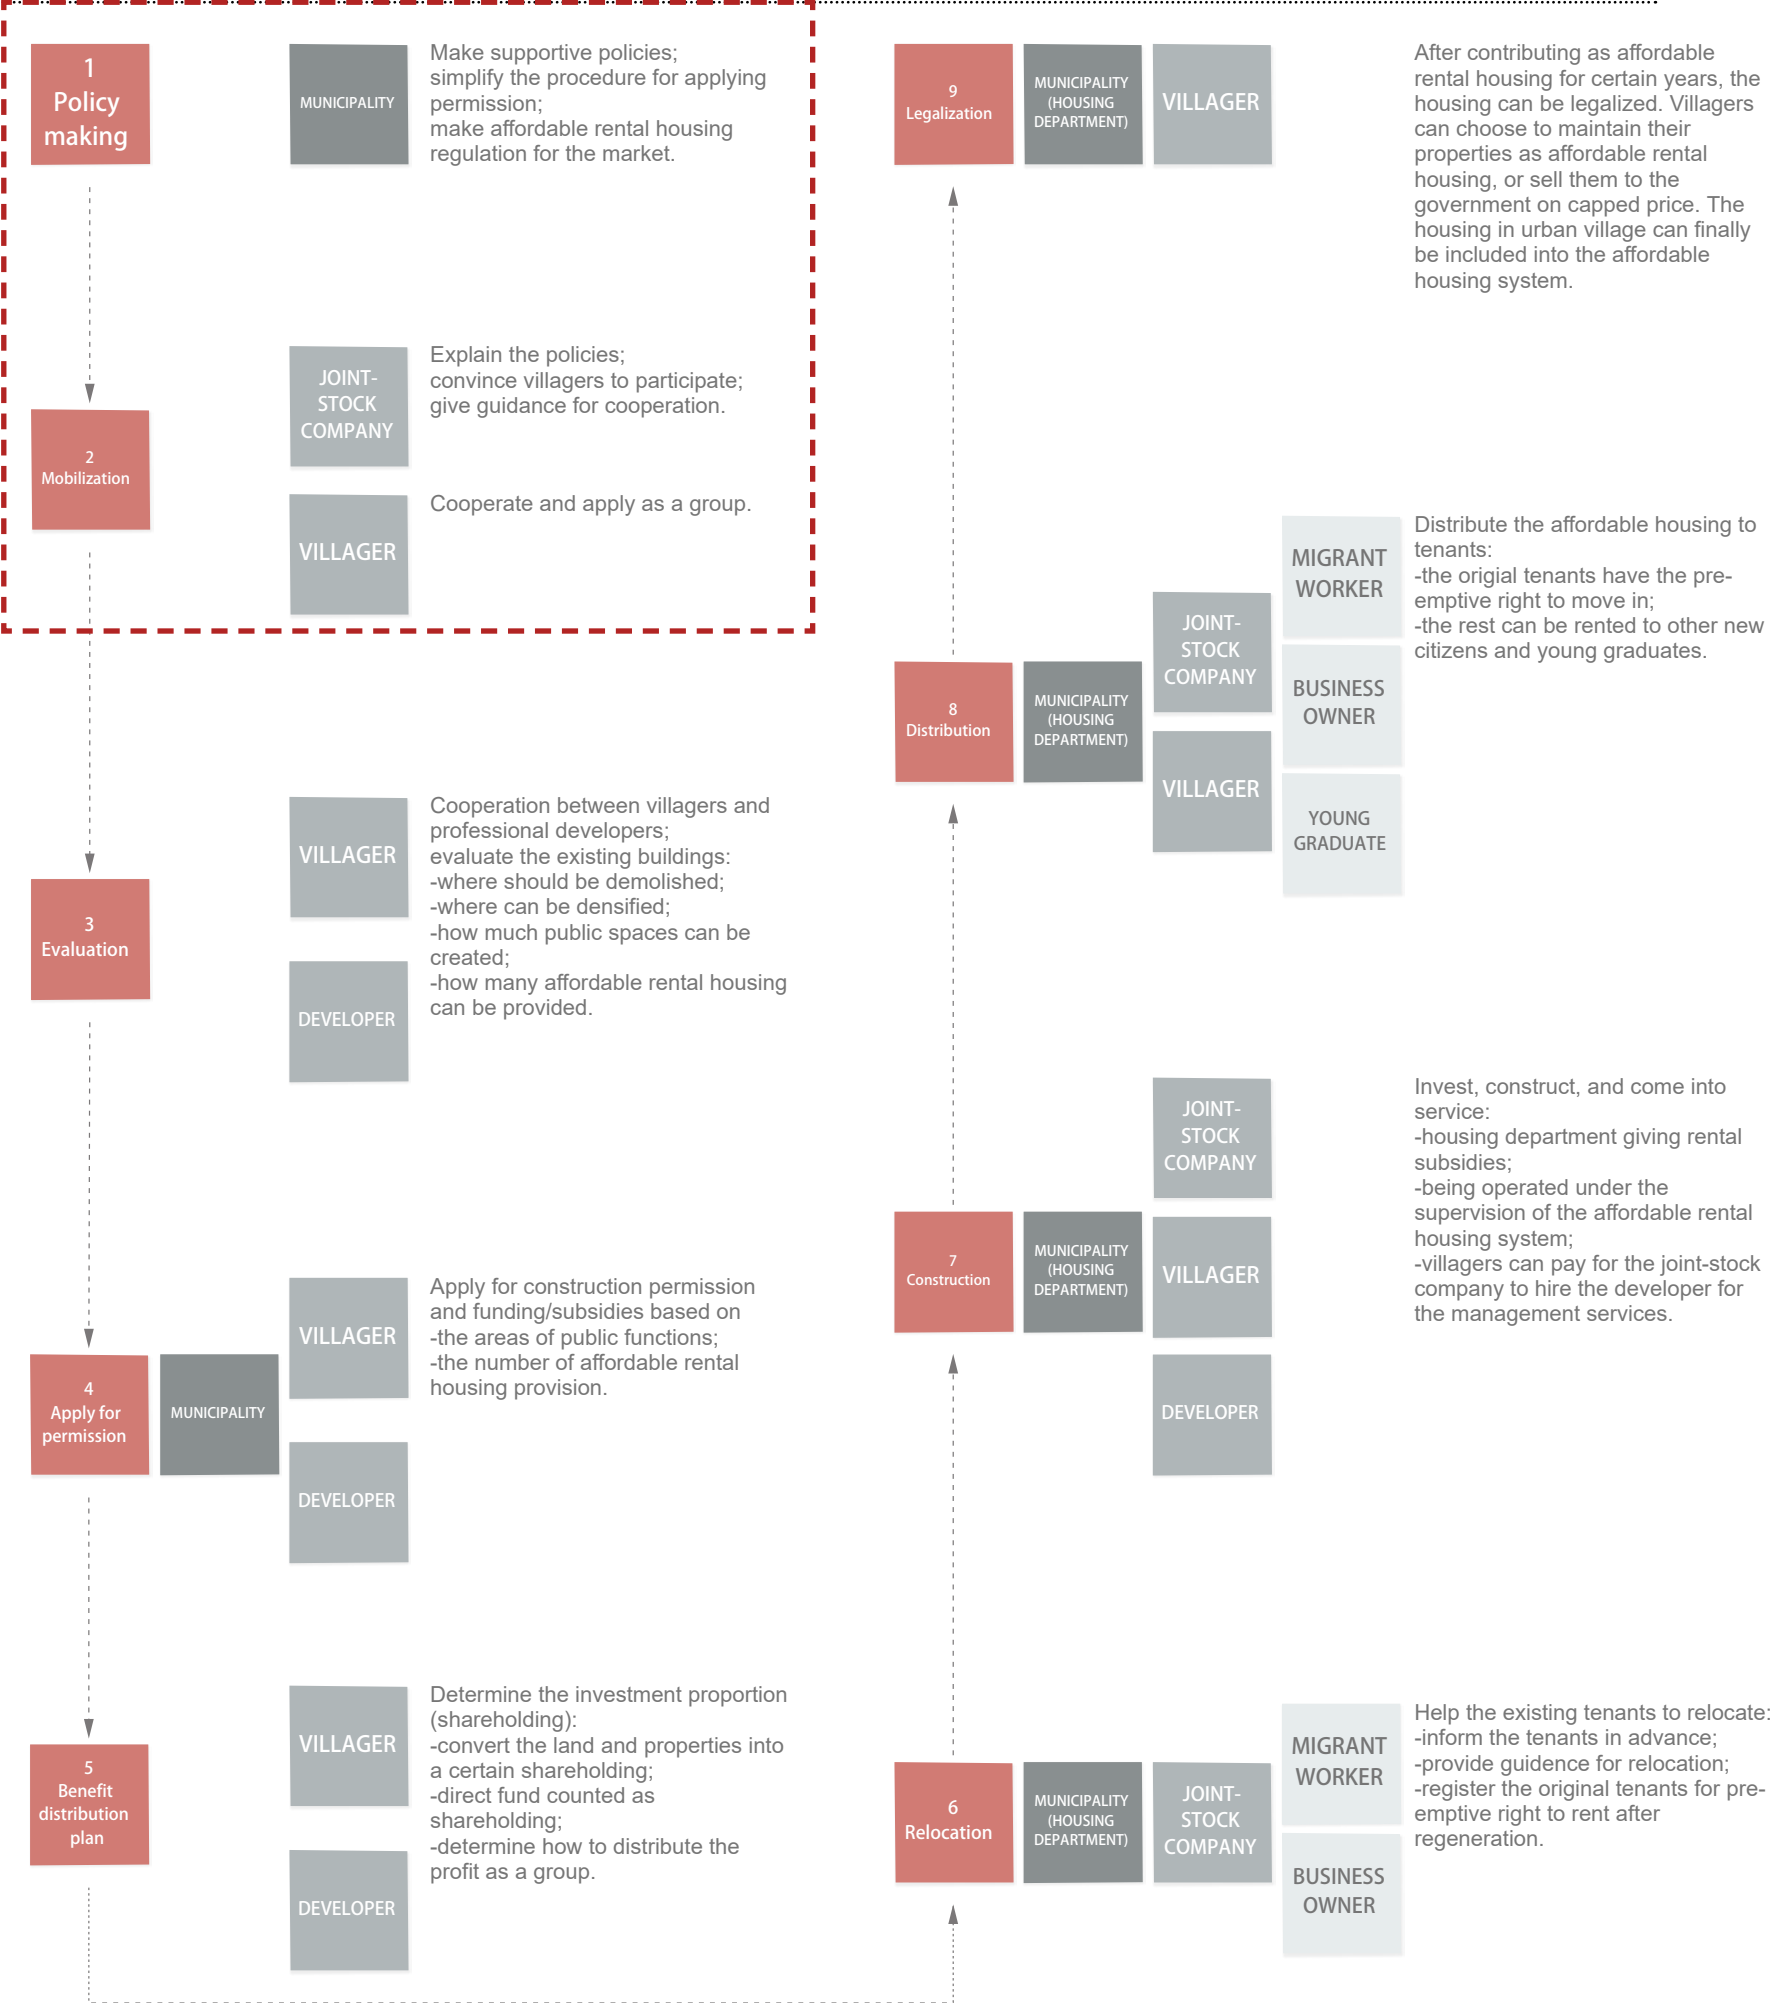 1
Policy
making
MUNICIPALITY
Make supportive policies;
simplify the procedure for applying
permission;
make affordable rental housing
regulation for the market.
2
Mobilization
JOINT-
STOCK
COMPANY
Explain the policies;
convince villagers to participate;
give guidance for cooperation.
VILLAGER
Cooperate and apply as a group.
3
Evaluation
VILLAGER
DEVELOPER
Cooperation between villagers and
professional developers;
evaluate the existing buildings:
-where should be demolished;
-where can be densified;
-how much public spaces can be
created;
-how many affordable rental housing
can be provided.
4
Apply for
permission
MUNICIPALITY
VILLAGER
DEVELOPER
Apply for construction permission
and funding/subsidies based on
-the areas of public functions;
-the number of affordable rental
housing provision.
5
Benefit
distribution
plan
VILLAGER
DEVELOPER
Determine the investment proportion
(shareholding):
-convert the land and properties into
a certain shareholding;
-direct fund counted as
shareholding;
-determine how to distribute the
profit as a group.
9
Legalization
MUNICIPALITY
(HOUSING
DEPARTMENT)
VILLAGER
After contributing as affordable
rental housing for certain years, the
housing can be legalized. Villagers
can choose to maintain their
properties as affordable rental
housing, or sell them to the
government on capped price. The
housing in urban village can finally
be included into the affordable
housing system.
8
Distribution
MUNICIPALITY
(HOUSING
DEPARTMENT)
JOINT-
STOCK
COMPANY
VILLAGER
MIGRANT
WORKER
BUSINESS
OWNER
YOUNG
GRADUATE
Distribute the affordable housing to
tenants:
-the origial tenants have the pre-
emptive right to move in;
-the rest can be rented to other new
citizens and young graduates.
7
Construction
MUNICIPALITY
(HOUSING
DEPARTMENT)
JOINT-
STOCK
COMPANY
VILLAGER
DEVELOPER
Invest, construct, and come into
service:
-housing department giving rental
subsidies;
-being operated under the
supervision of the affordable rental
housing system;
-villagers can pay for the joint-stock
company to hire the developer for
the management services.
6
Relocation
MUNICIPALITY
(HOUSING
DEPARTMENT)
JOINT-
STOCK
COMPANY
MIGRANT
WORKER
BUSINESS
OWNER
Help the existing tenants to relocate:
-inform the tenants in advance;
-provide guidence for relocation;
-register the original tenants for pre-
emptive right to rent after
regeneration.